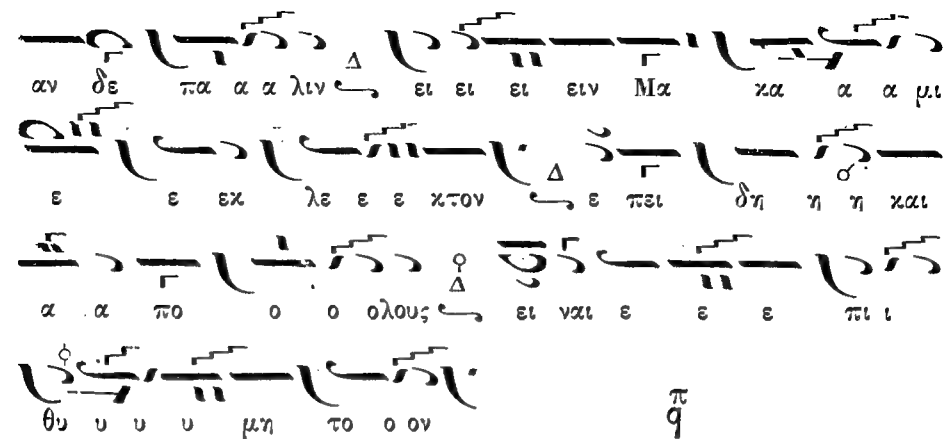 αν δε πα α α λιν Δ ει ει ει ειν Μα κα α α μι
ε ε εκ λε ε ε κτον Δ ε πει δη η η και
α α πο ο ο ολους Δ ει ναι ε ε ε πι ι
θυ υ υ υ μη το ο ον π q